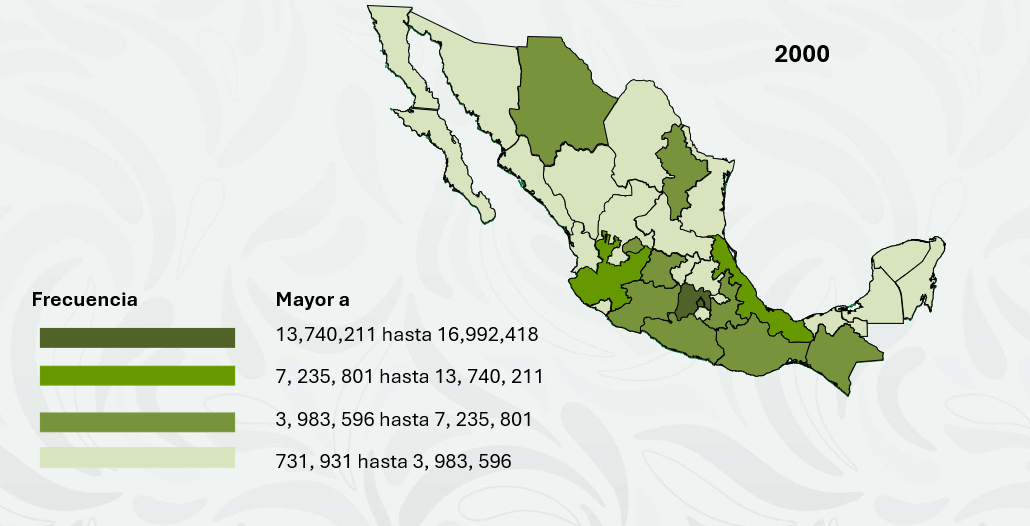 2000
Frecuencia Mayor a
13,740,211 hasta 16,992,418
7, 235, 801 hasta 13, 740, 211
3, 983, 596 hasta 7, 235, 801
731, 931 hasta 3, 983, 596